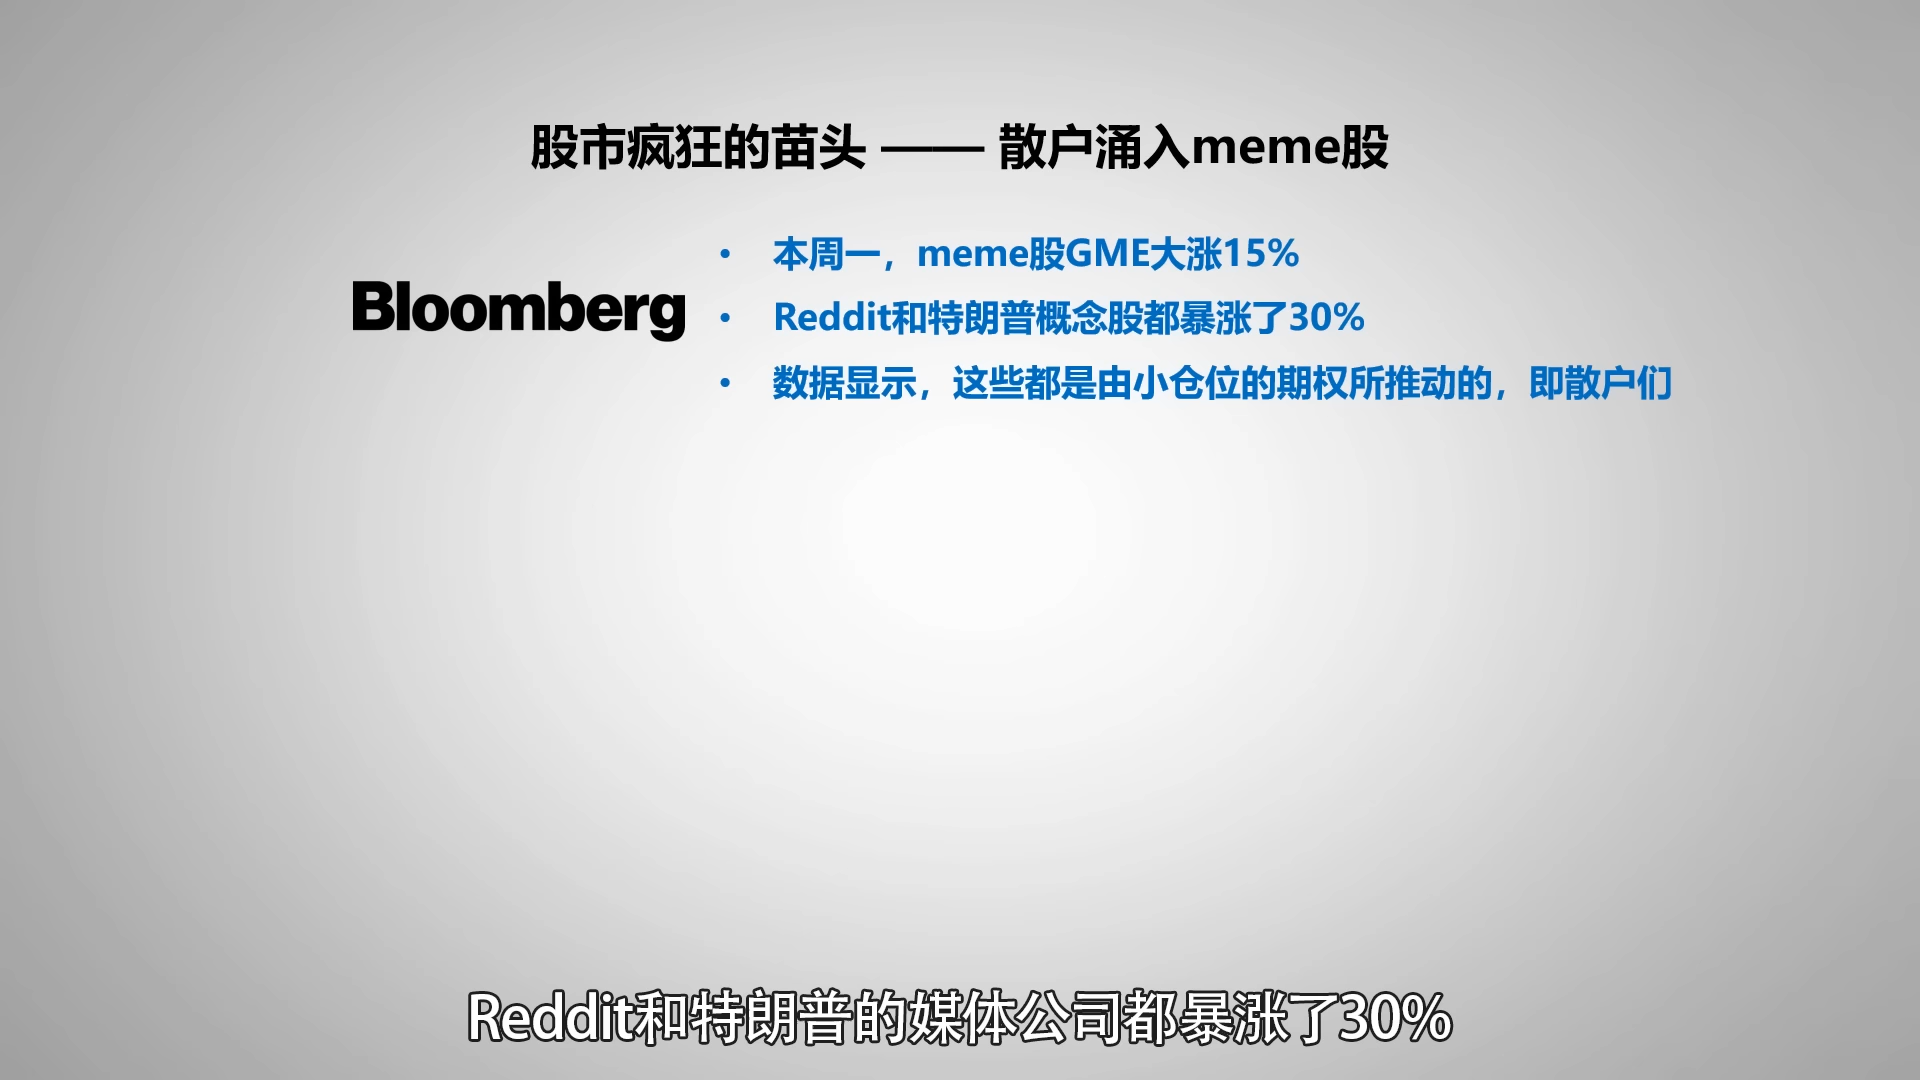 股市疯狂的苗头 —— 散户涌入meme股
Bloomberg
• 本周一，meme股GME大涨15%
• Reddit和特朗普概念股都暴涨了30%
• 数据显示，这些都是由小仓位的期权所推动的，即散户们
Reddit和特朗普的媒体公司都暴涨了30%